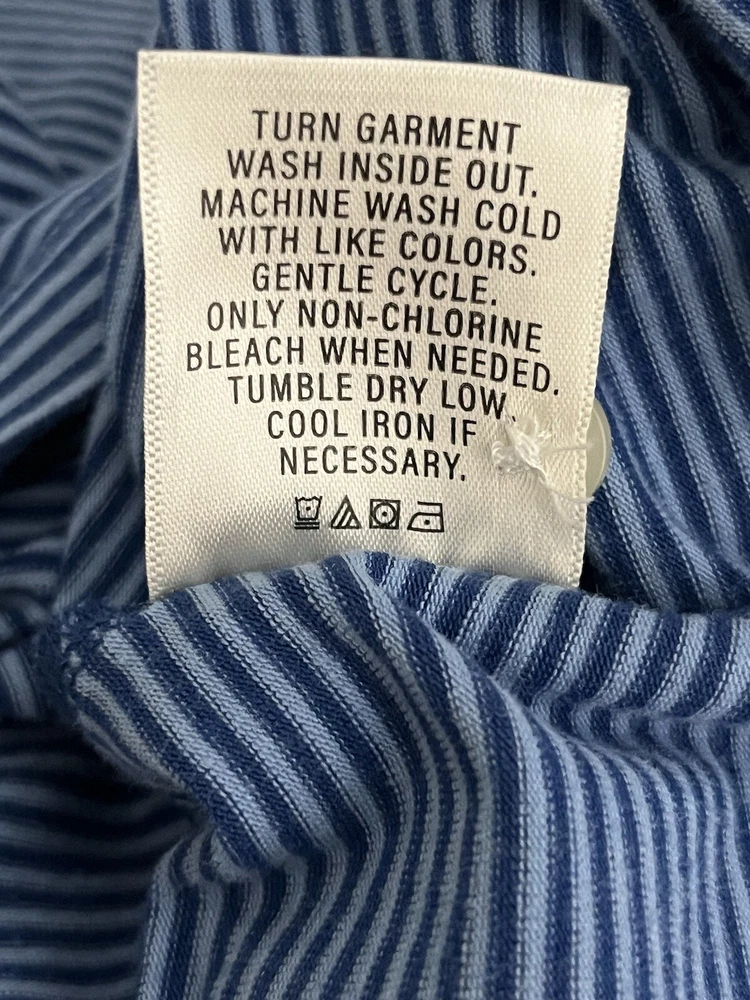 TURN GARMENT
WASH INSIDE OUT.
MACHINE WASH COLD
WITH LIKE COLORS.
GENTLE CYCLE.
ONLY NON-CHLORINE
BLEACH WHEN NEEDED.
TUMBLE DRY LOW.
COOL IRON IF
NECESSARY.